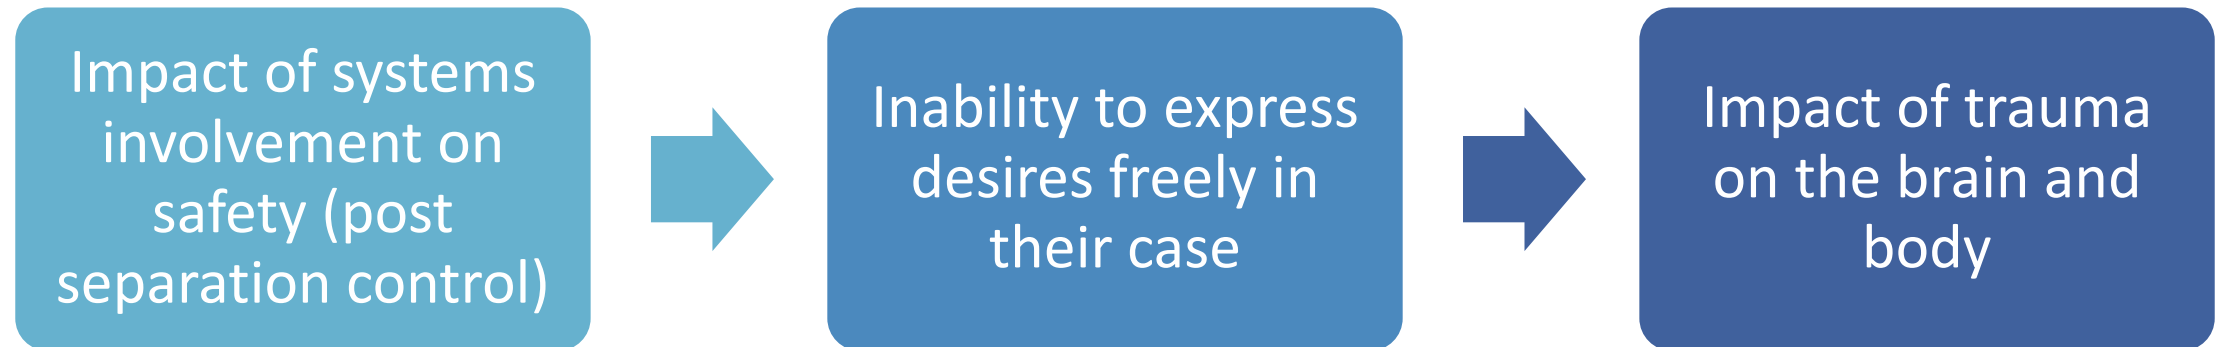 Impact of systems
involvement on
safety (post
separation control)
Inability to express
desires freely in
their case
Impact of trauma
on the brain and
body